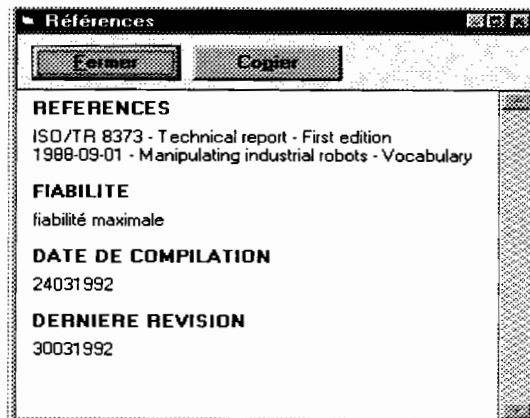 Références
Fermer Copier
REFERENCES
ISO/TR 8373 - Technical report - First edition
1988-09-01 - Manipulating industrial robots - Vocabulary
FIABILITE
fiabilité maximale
DATE DE COMPILATION
24031992
DERNIERE REVISION
30031992